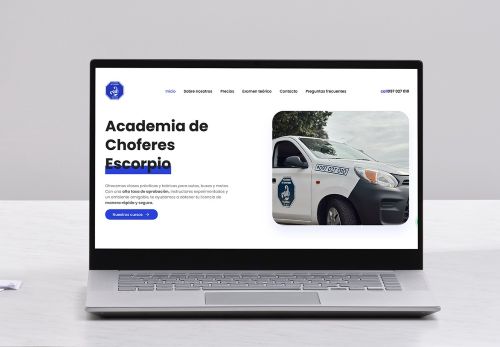 Inicio Sobre nosotros Precios Examen teórico Contacto Preguntas frecuentes
Academia de
Choferes
Escorpio
Ofrecemos clases prácticas y teóricas para autos, buses y motos.
Con una alta tasa de aprobación, instructores experimentados y
un ambiente amigable, te ayudamos a obtener tu licencia de
manera rápida y segura.
Nuestros cursos →
097 027 010